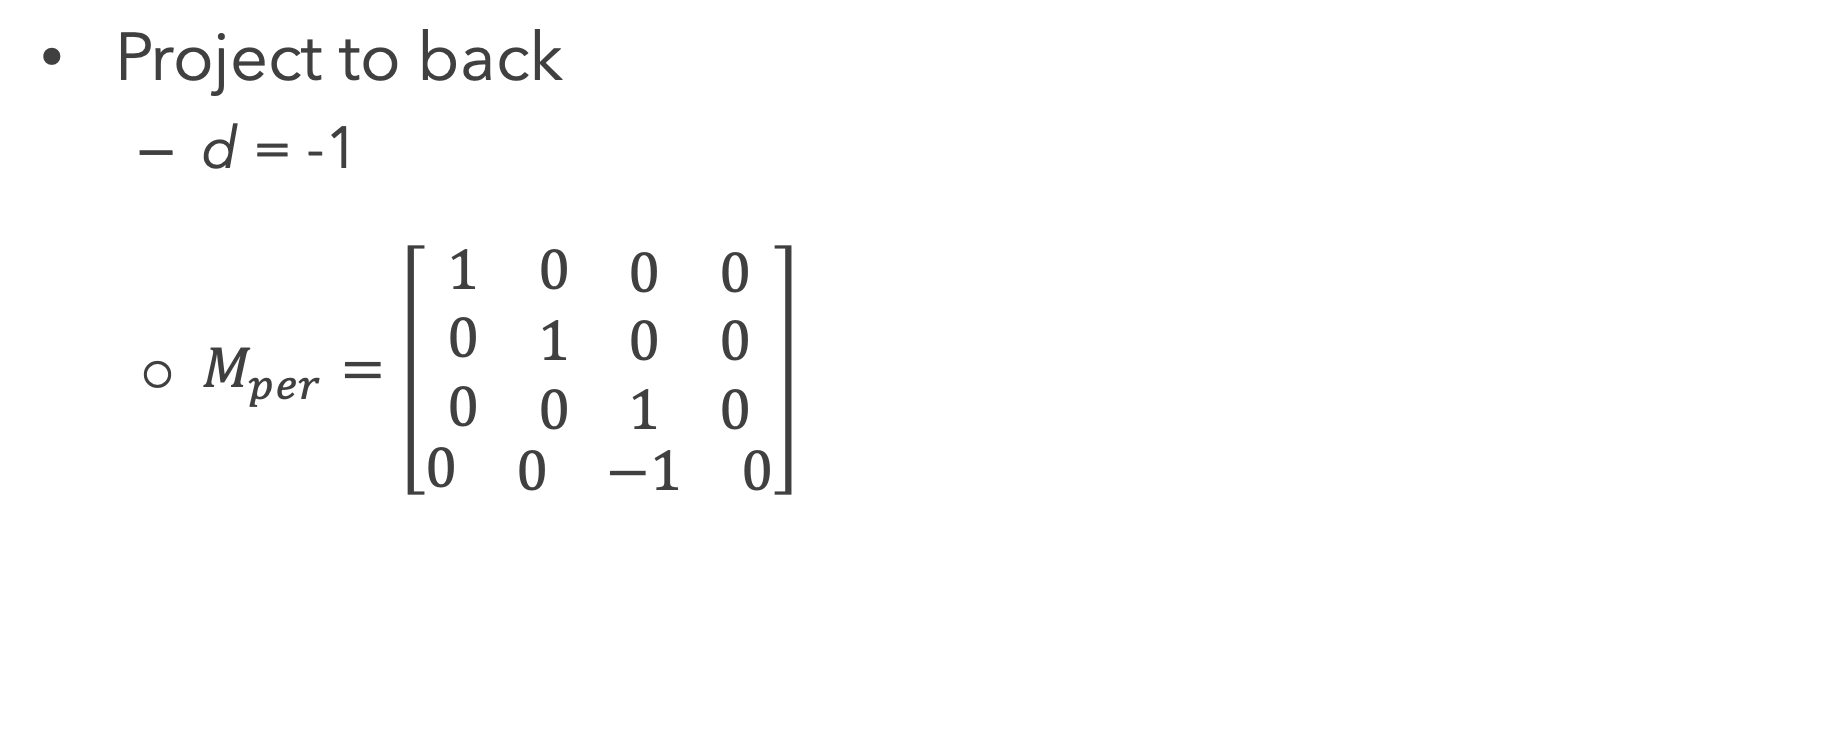 • Project to back
– d = -1
○ M_per = [1 0 0 0
0 1 0 0
0 0 1 0
0 0 −1 0]